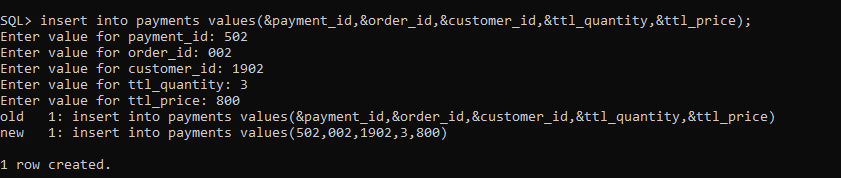 SQL> insert into payments values(&payment_id,&order_id,&customer_id,&ttl_quantity,&ttl_price);
Enter value for payment_id: 502
Enter value for order_id: 002
Enter value for customer_id: 1902
Enter value for ttl_quantity: 3
Enter value for ttl_price: 800
old   1: insert into payments values(&payment_id,&order_id,&customer_id,&ttl_quantity,&ttl_price)
new   1: insert into payments values(502,002,1902,3,800)
1 row created.